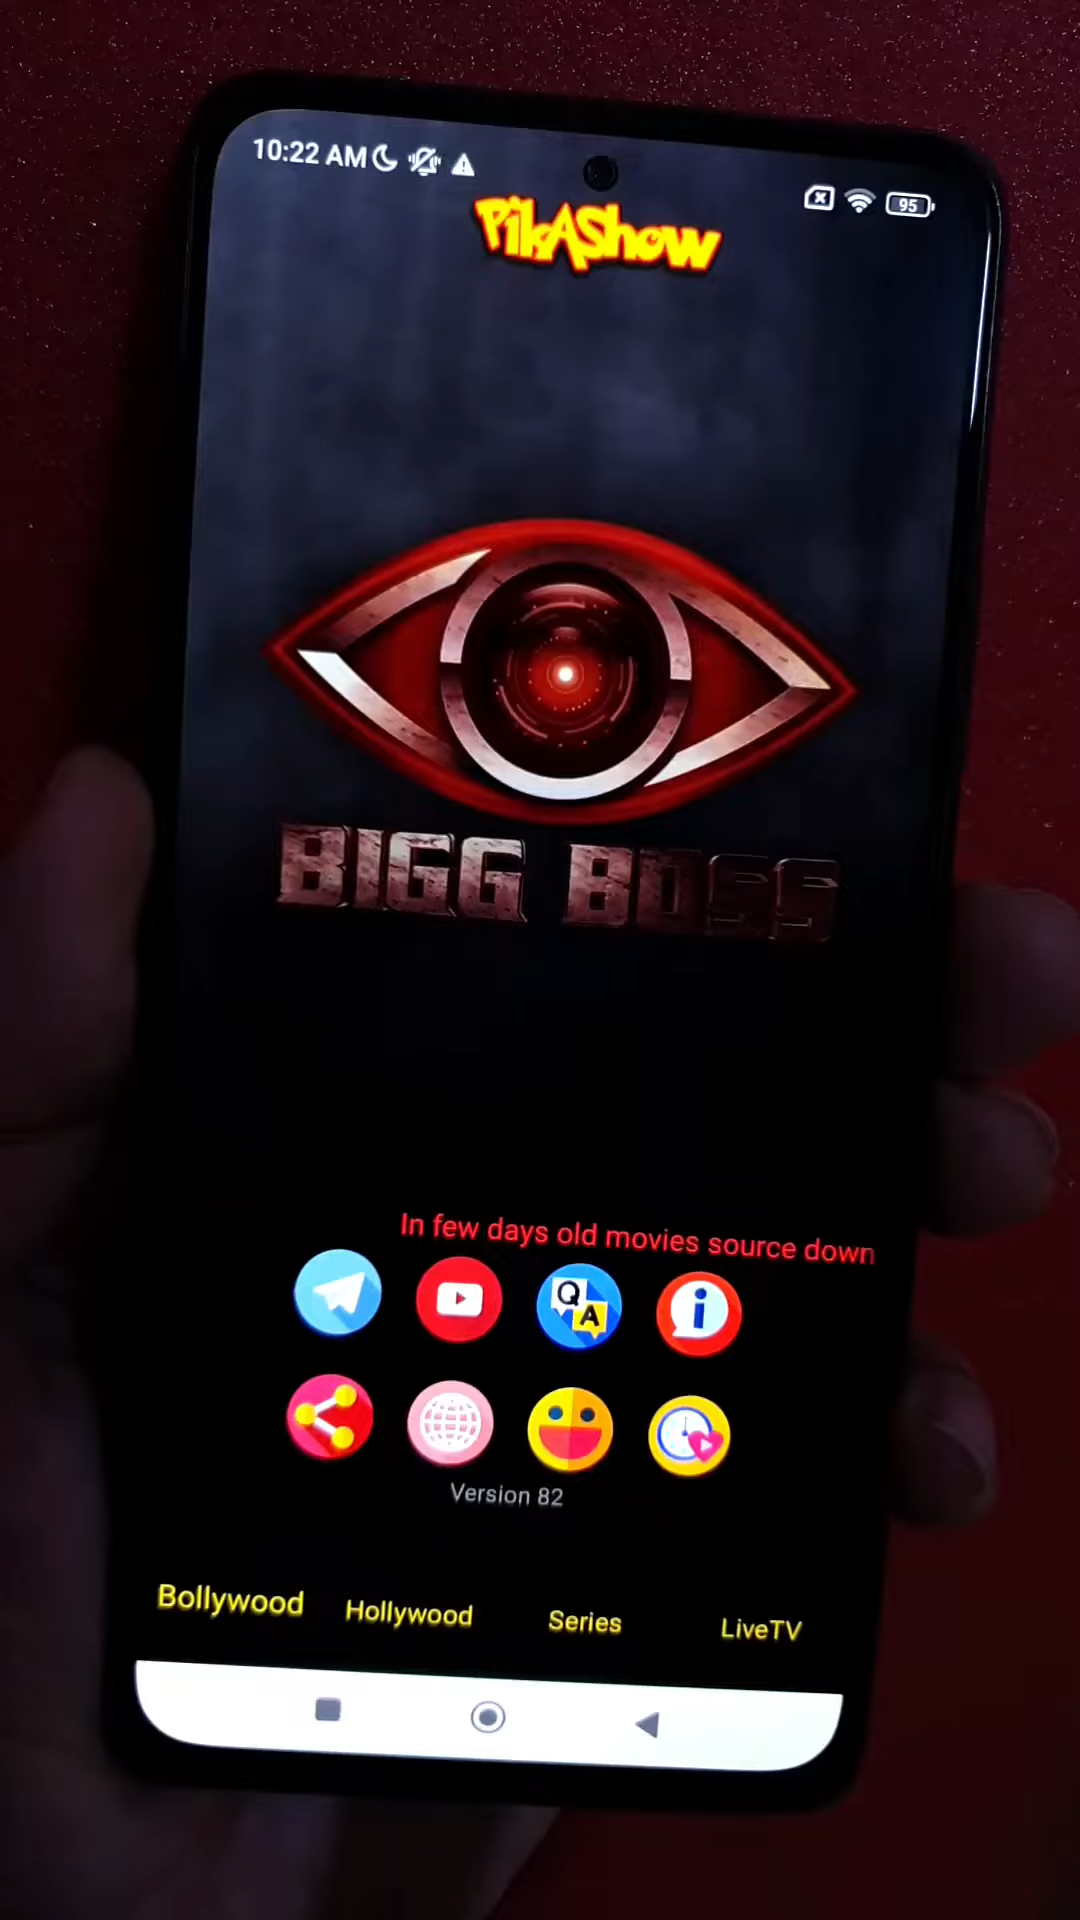 10:22 AM
95
PikAShow
BIGG BOSS
In few days old movies source down
Q
A
i
Version 82
Bollywood Hollywood Series LiveTV